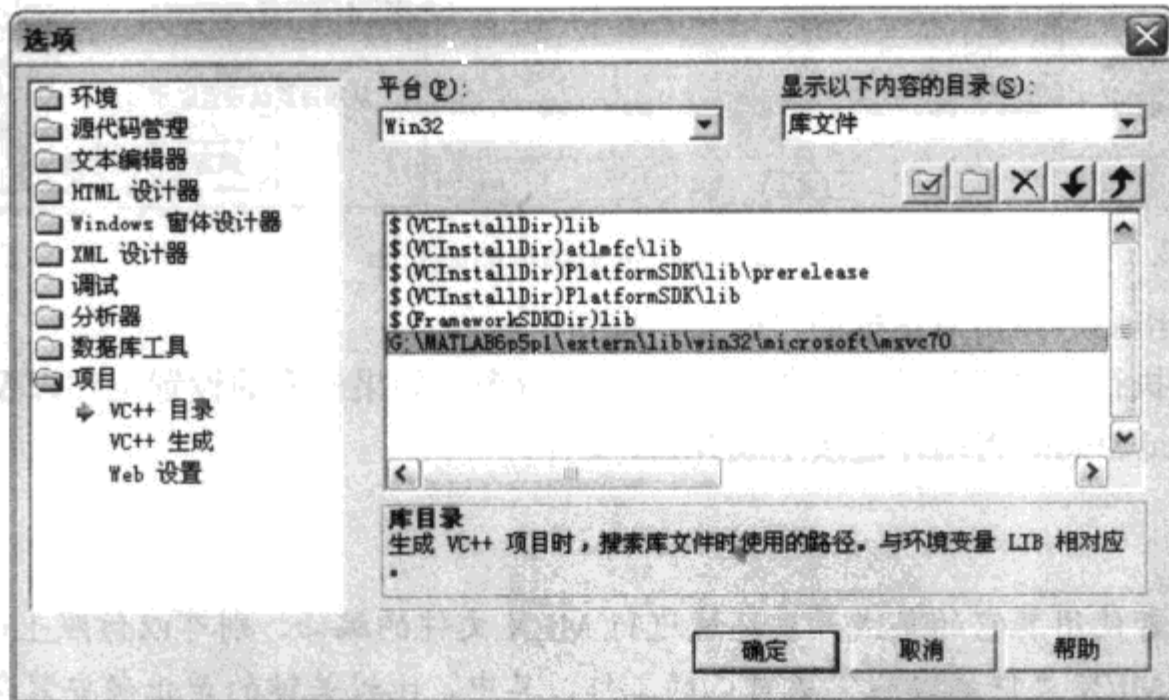 选项
环境
源代码管理
文本编辑器
HTML 设计器
Windows 窗体设计器
XML 设计器
调试
分析器
数据库工具
项目
VC++ 目录
VC++ 生成
Web 设置
平台(P):
Win32
显示以下内容的目录(S):
库文件
$(VCInstallDir)lib
$(VCInstallDir)atlmfc\lib
$(VCInstallDir)PlatformSDK\lib\prerelease
$(VCInstallDir)PlatformSDK\lib
$(FrameworkSDKDir)lib
G:\MATLAB6p5p1\extern\lib\win32\microsoft\msvc70
库目录
生成 VC++ 项目时，搜索库文件时使用的路径。与环境变量 LIB 相对应
。
确定
取消
帮助